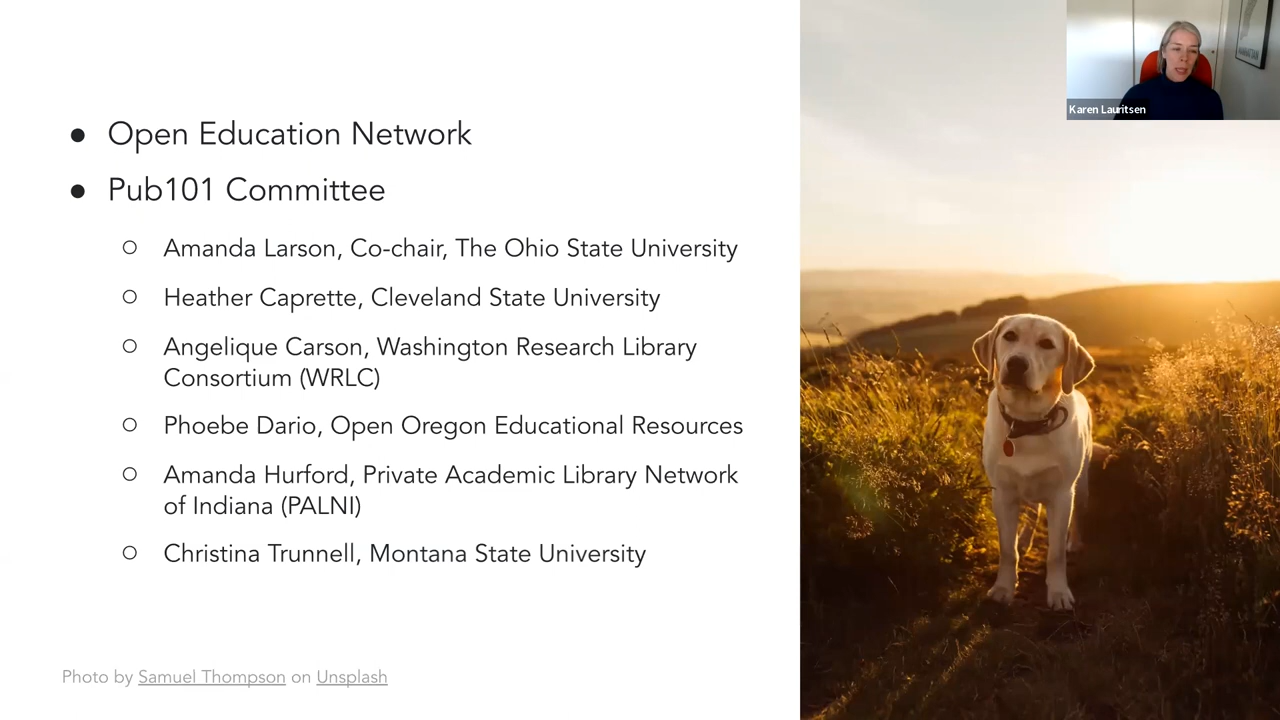 Open Education Network
Pub101 Committee
Amanda Larson, Co-chair, The Ohio State University
Heather Caprette, Cleveland State University
Angelique Carson, Washington Research Library
Consortium (WRLC)
Phoebe Dario, Open Oregon Educational Resources
Amanda Hurford, Private Academic Library Network
of Indiana (PALNI)
Christina Trunnell, Montana State University
Photo by Samuel Thompson on Unsplash
Karen Lauritsen
MANHATTAN